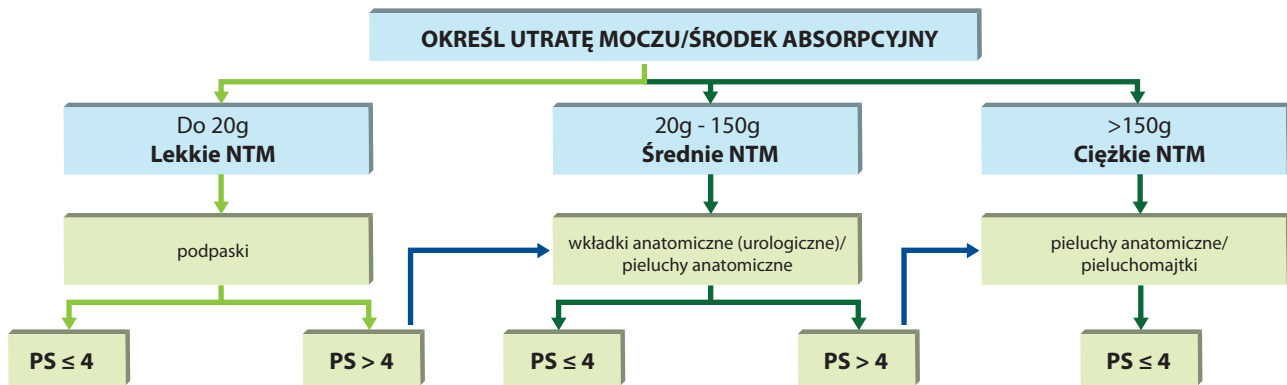 OKREŚL UTRATĘ MOCZU/ŚRODEK ABSORPCYJNY
Do 20g
Lekkie NTM
20g - 150g
Średnie NTM
>150g
Ciężkie NTM
podpaski
wkładki anatomiczne (urologiczne)/
pieluchy anatomiczne
pieluchy anatomiczne/
pieluchomajtki
PS ≤ 4
PS > 4
PS ≤ 4
PS > 4
PS ≤ 4